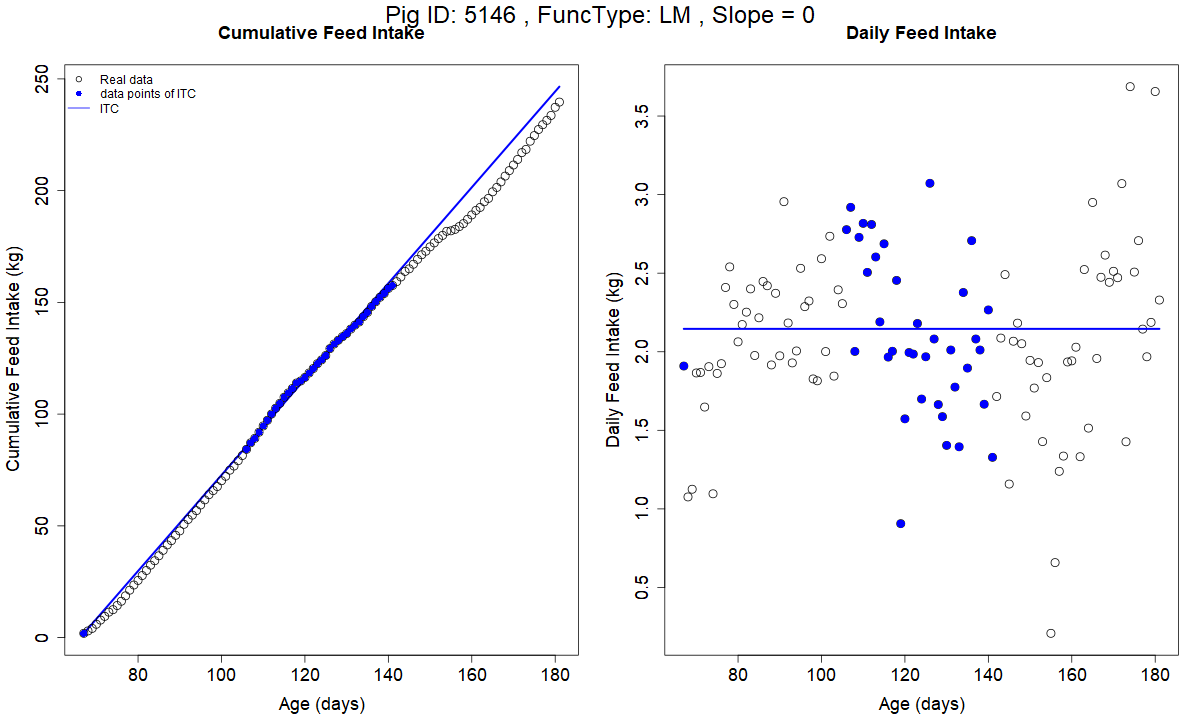 Pig ID: 5146 , FuncType: LM , Slope = 0
Cumulative Feed Intake
Real data
data points of ITC
ITC
Cumulative Feed Intake (kg)
250
200
150
100
50
0
80 100 120 140 160 180
Age (days)
Daily Feed Intake
Daily Feed Intake (kg)
3.5
3.0
2.5
2.0
1.5
1.0
0.5
80 100 120 140 160 180
Age (days)